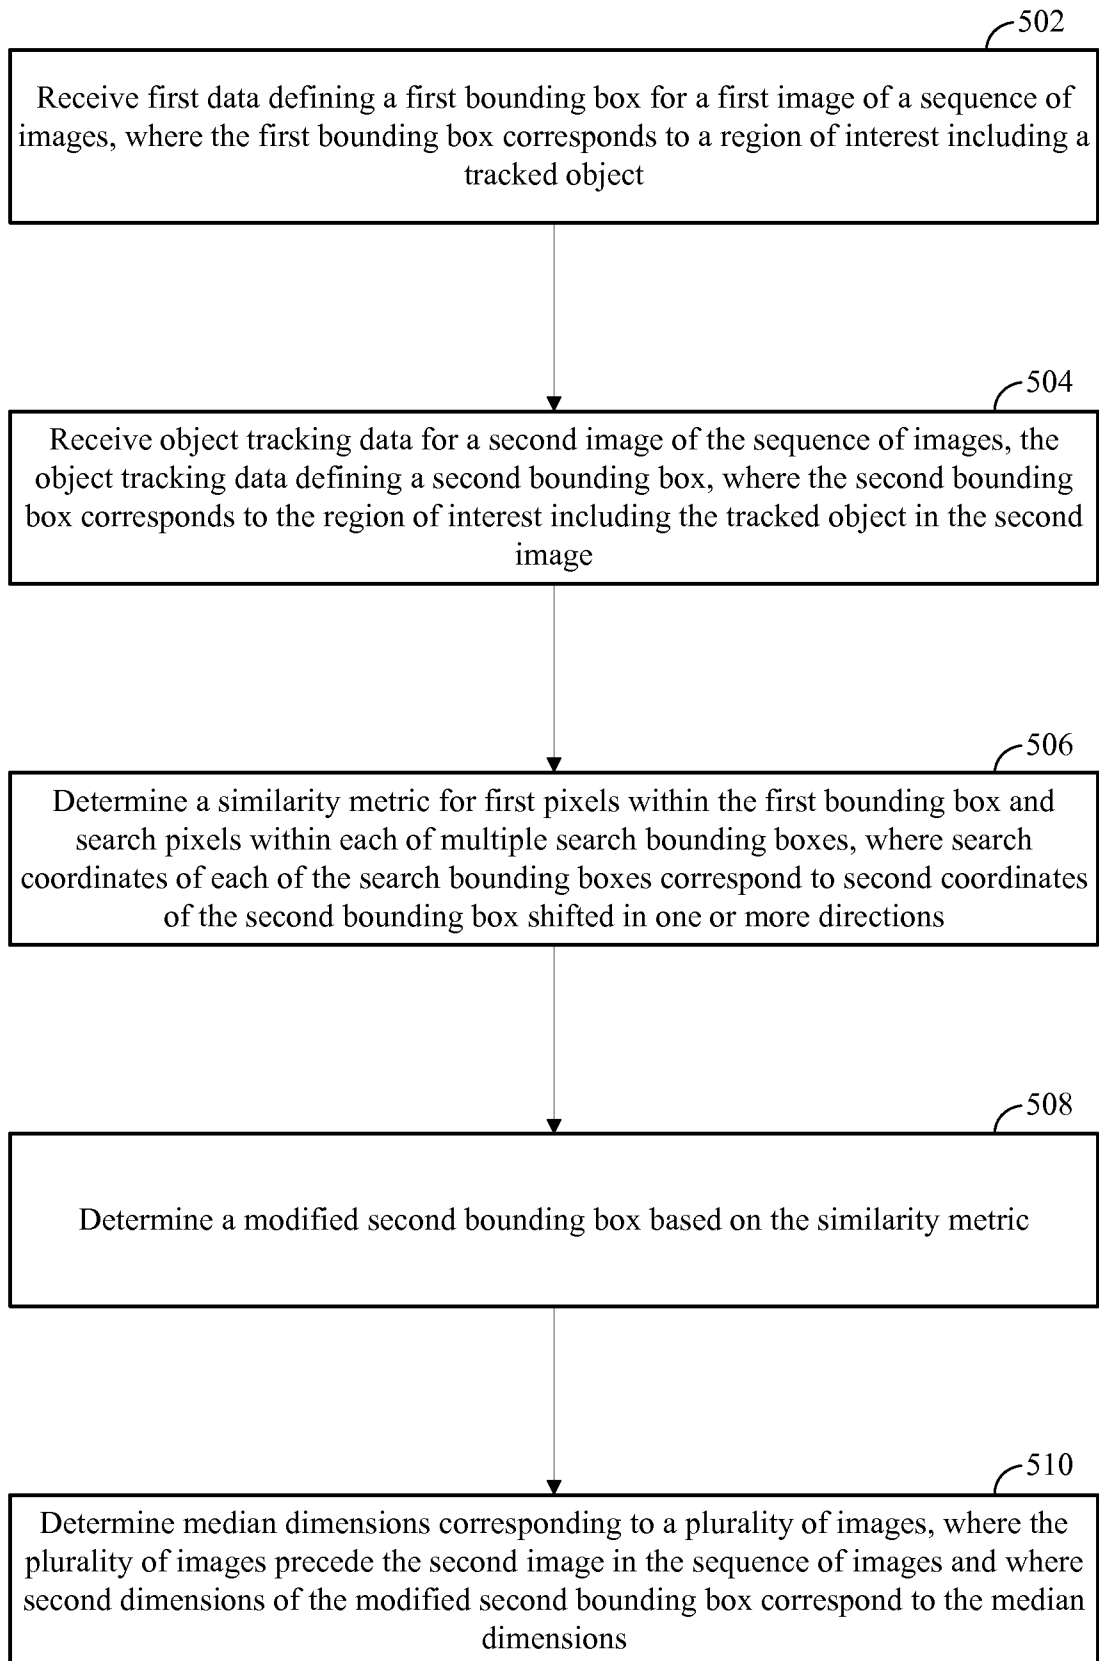 502
Receive first data defining a first bounding box for a first image of a sequence of
images, where the first bounding box corresponds to a region of interest including a
tracked object
504
Receive object tracking data for a second image of the sequence of images, the
object tracking data defining a second bounding box, where the second bounding
box corresponds to the region of interest including the tracked object in the second
image
506
Determine a similarity metric for first pixels within the first bounding box and
search pixels within each of multiple search bounding boxes, where search
coordinates of each of the search bounding boxes correspond to second coordinates
of the second bounding box shifted in one or more directions
508
Determine a modified second bounding box based on the similarity metric
510
Determine median dimensions corresponding to a plurality of images, where the
plurality of images precede the second image in the sequence of images and where
second dimensions of the modified second bounding box correspond to the median
dimensions